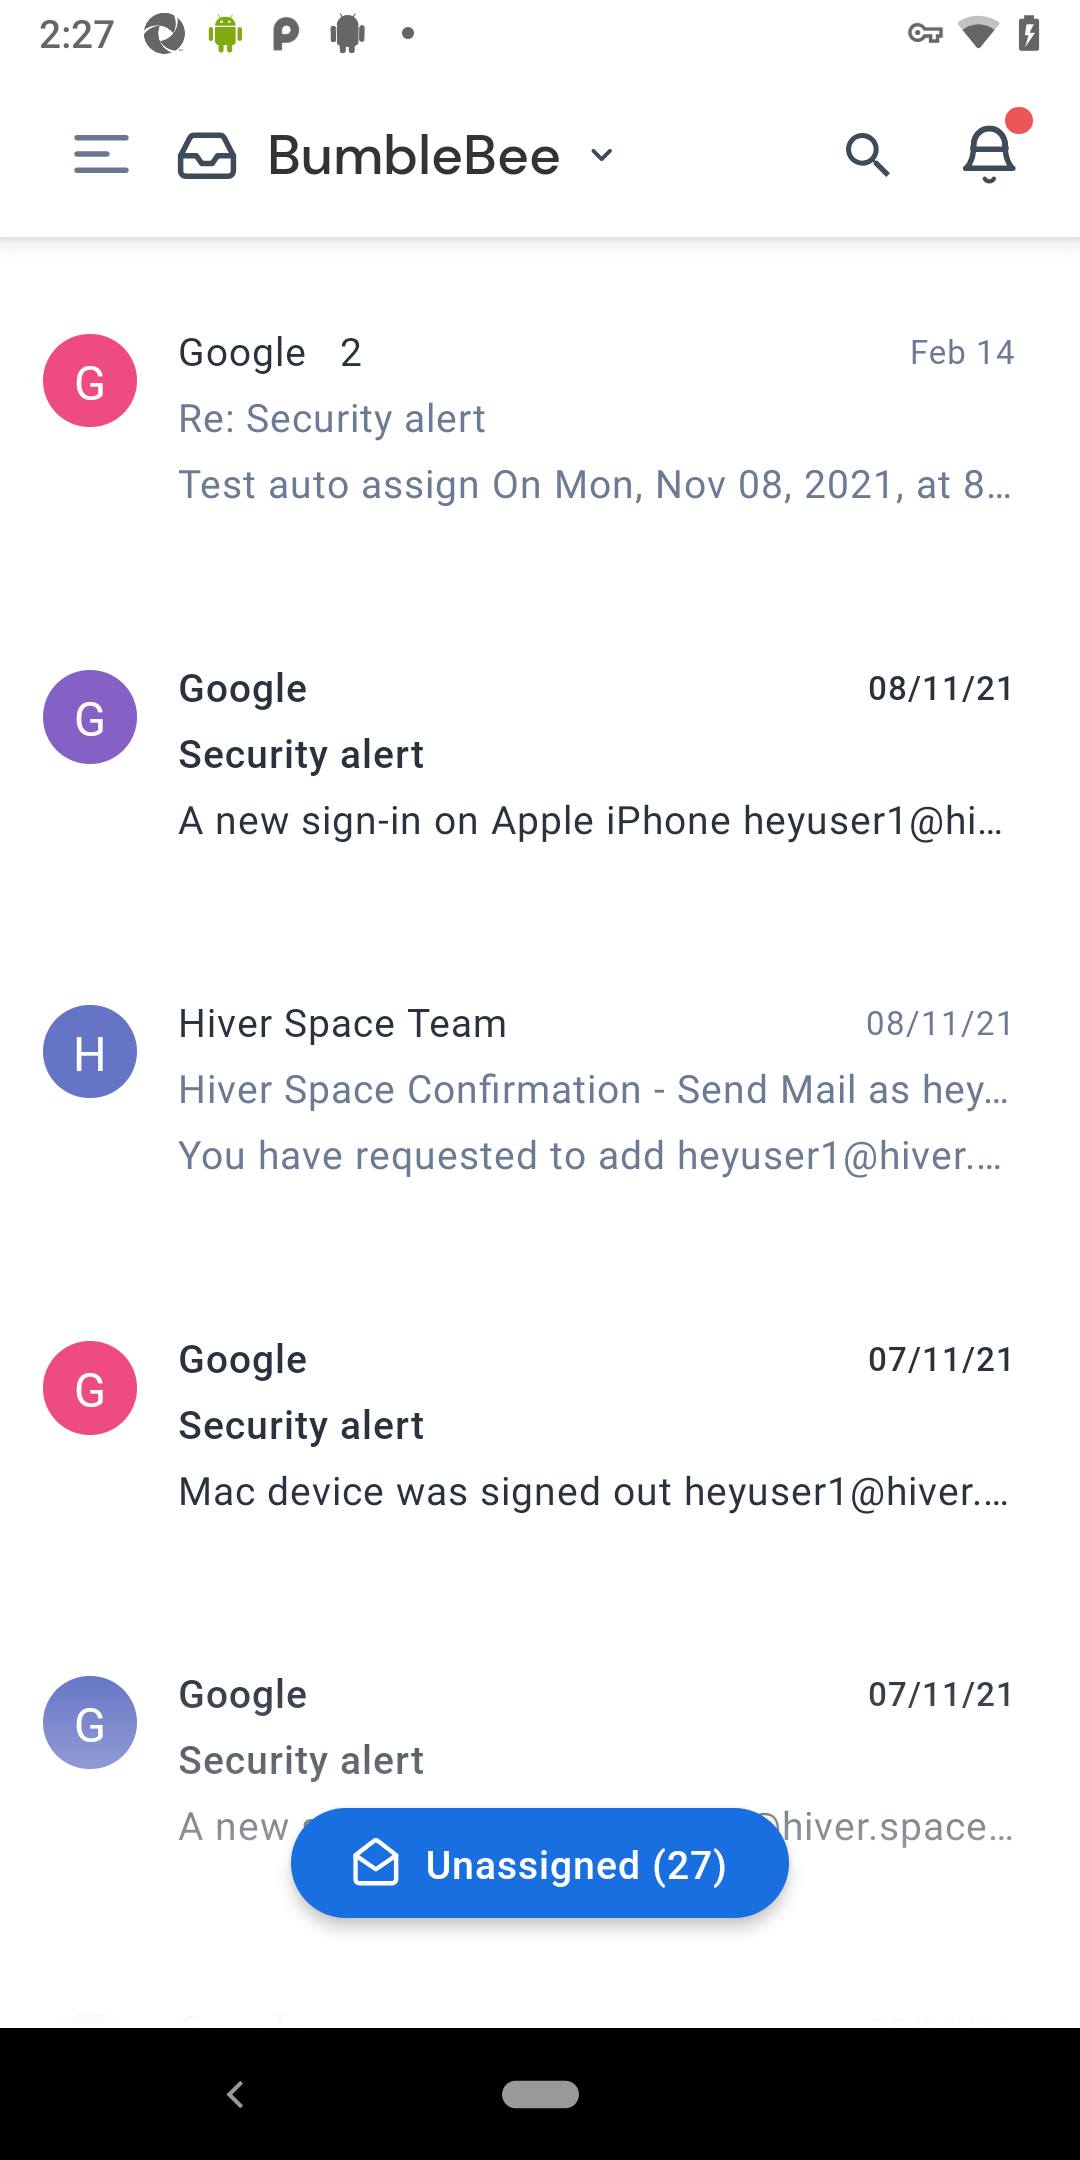 2:27
BumbleBee
G
Google 2 Feb 14
Re: Security alert
Test auto assign On Mon, Nov 08, 2021, at 8...
G
Google 08/11/21
Security alert
A new sign-in on Apple iPhone heyuser1@hi...
H
Hiver Space Team 08/11/21
Hiver Space Confirmation - Send Mail as hey...
You have requested to add heyuser1@hiver....
G
Google 07/11/21
Security alert
Mac device was signed out heyuser1@hiver....
G
Google 07/11/21
Security alert
A new @hiver.space...
Unassigned (27)